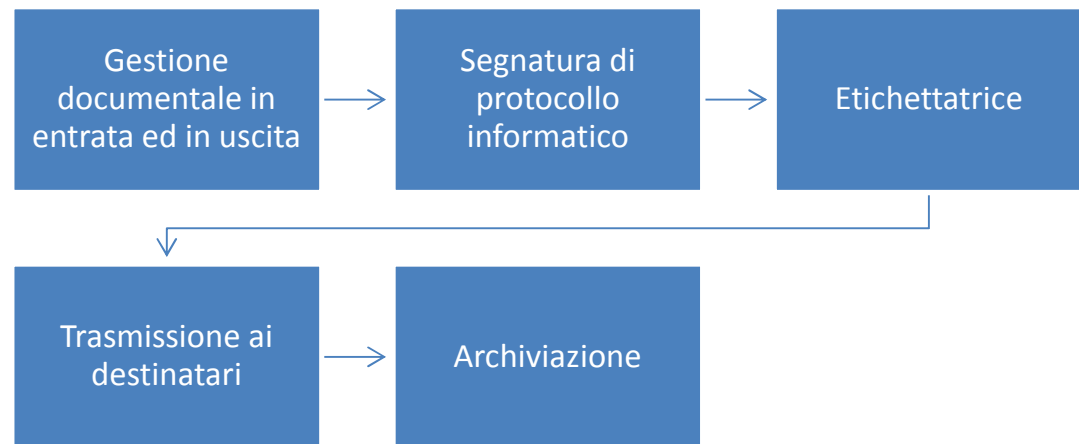 Gestione
documentale in
entrata ed in uscita
Segnatura di
protocollo
informatico
Etichettatrice
Trasmissione ai
destinatari
Archiviazione